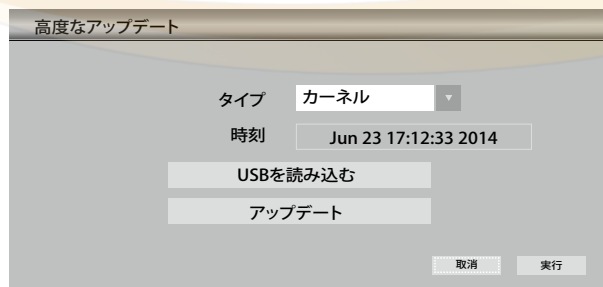 高度なアップデート
タイプ カーネル
時刻 Jun 23 17:12:33 2014
USBを読み込む
アップデート
取消 実行